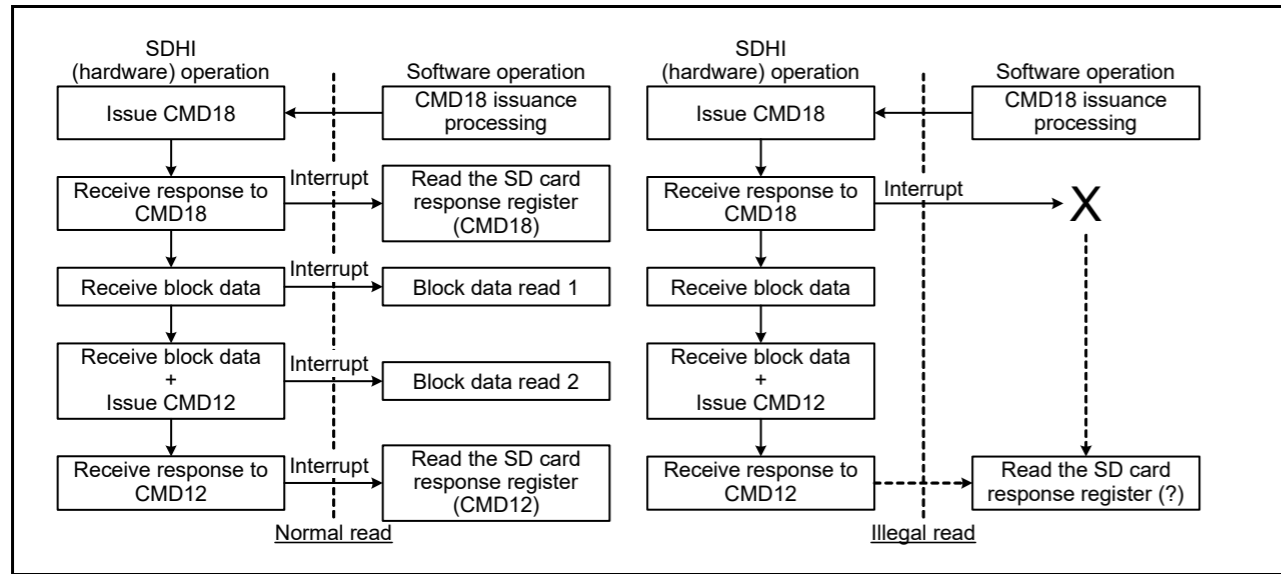 SDHI
(hardware) operation
Software operation
Issue CMD18
CMD18 issuance
processing
Receive response to
CMD18
Interrupt
Read the SD card
response register
(CMD18)
Receive block data
Interrupt
Block data read 1
Receive block data
+
Issue CMD12
Interrupt
Block data read 2
Receive response to
CMD12
Interrupt
Read the SD card
response register
(CMD12)
Normal read
SDHI
(hardware) operation
Software operation
Issue CMD18
CMD18 issuance
processing
Receive response to
CMD18
Interrupt
X
Receive block data
Receive block data
+
Issue CMD12
Receive response to
CMD12
Read the SD card
response register (?)
Illegal read